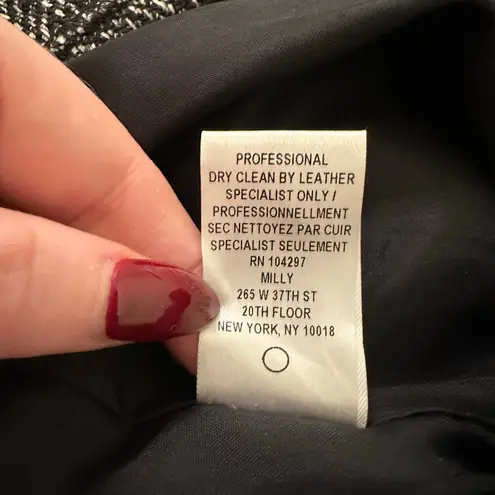 PROFESSIONAL
DRY CLEAN BY LEATHER
SPECIALIST ONLY /
PROFESSIONNELLMENT
SEC NETTOYEZ PAR CUIR
SPECIALIST SEULEMENT
RN 104297
MILLY
265 W 37TH ST
20TH FLOOR
NEW YORK, NY 10018